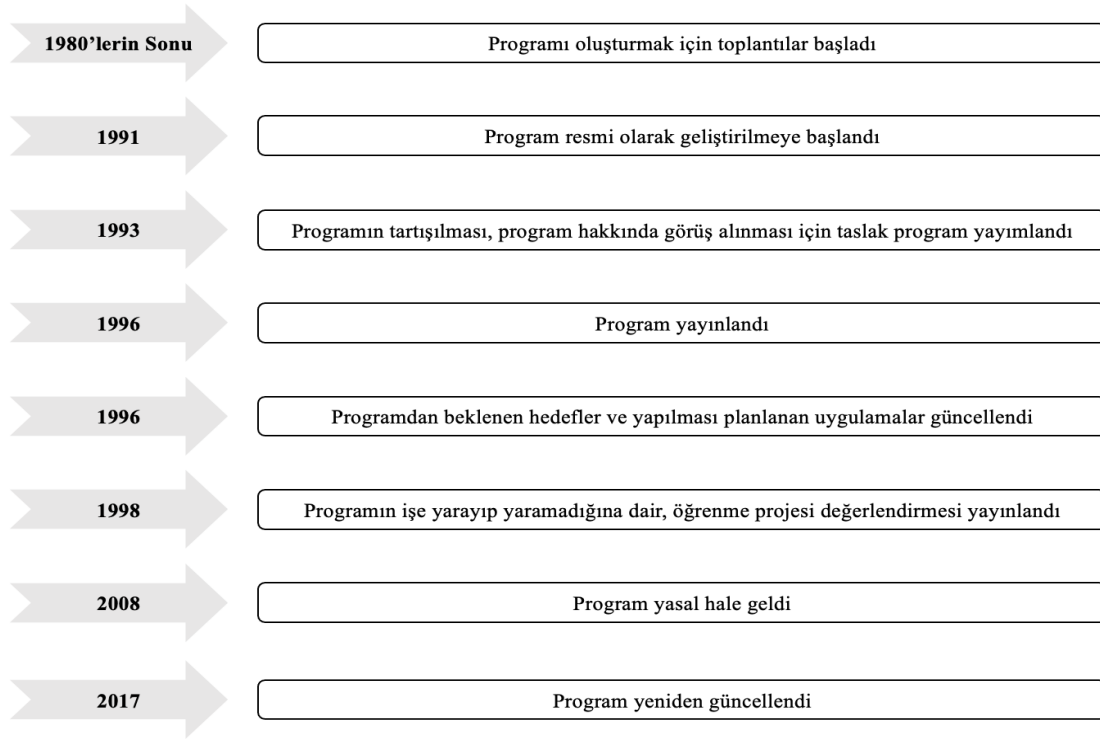 1980’lerin Sonu
Programı oluşturmak için toplantılar başladı
1991
Program resmi olarak geliştirilmeye başlandı
1993
Programın tartışılması, program hakkında görüş alınması için taslak program yayımlandı
1996
Program yayınlandı
1996
Programdan beklenen hedefler ve yapılması planlanan uygulamalar güncellendi
1998
Programın işe yarayıp yaramadığına dair, öğrenme projesi değerlendirmesi yayınlandı
2008
Program yasal hale geldi
2017
Program yeniden güncellendi